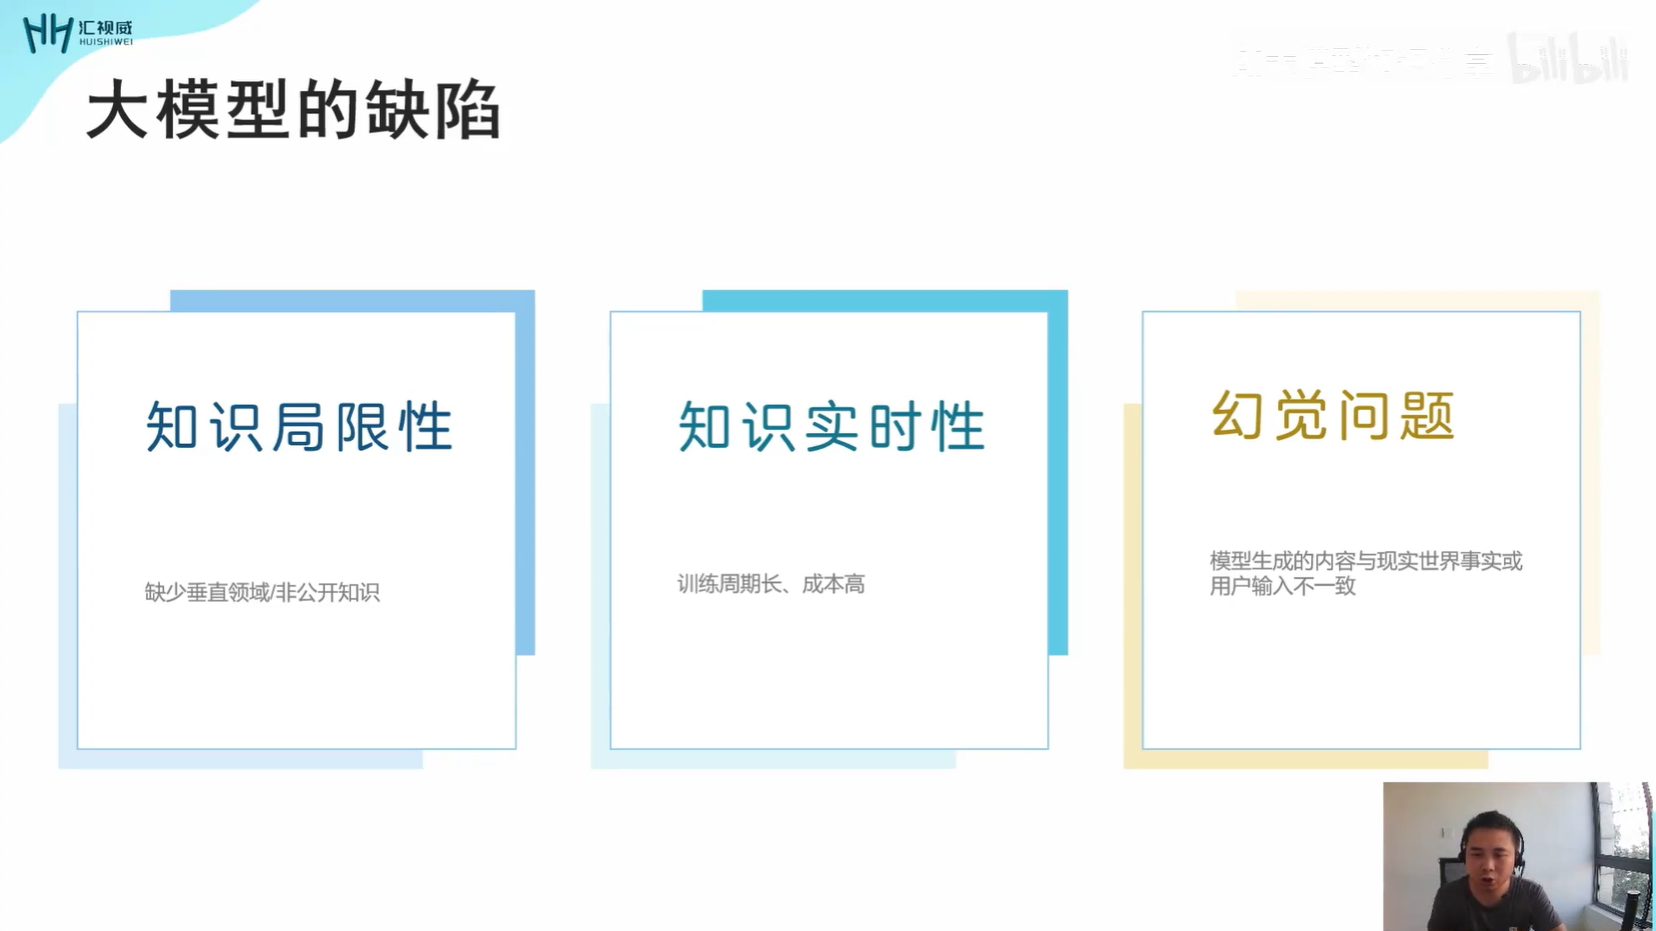 汇视威
HUISHIWEI
bilibili
大模型的缺陷
知识局限性
缺少垂直领域/非公开知识
知识实时性
训练周期长、成本高
幻觉问题
模型生成的内容与现实世界事实或
用户输入不一致